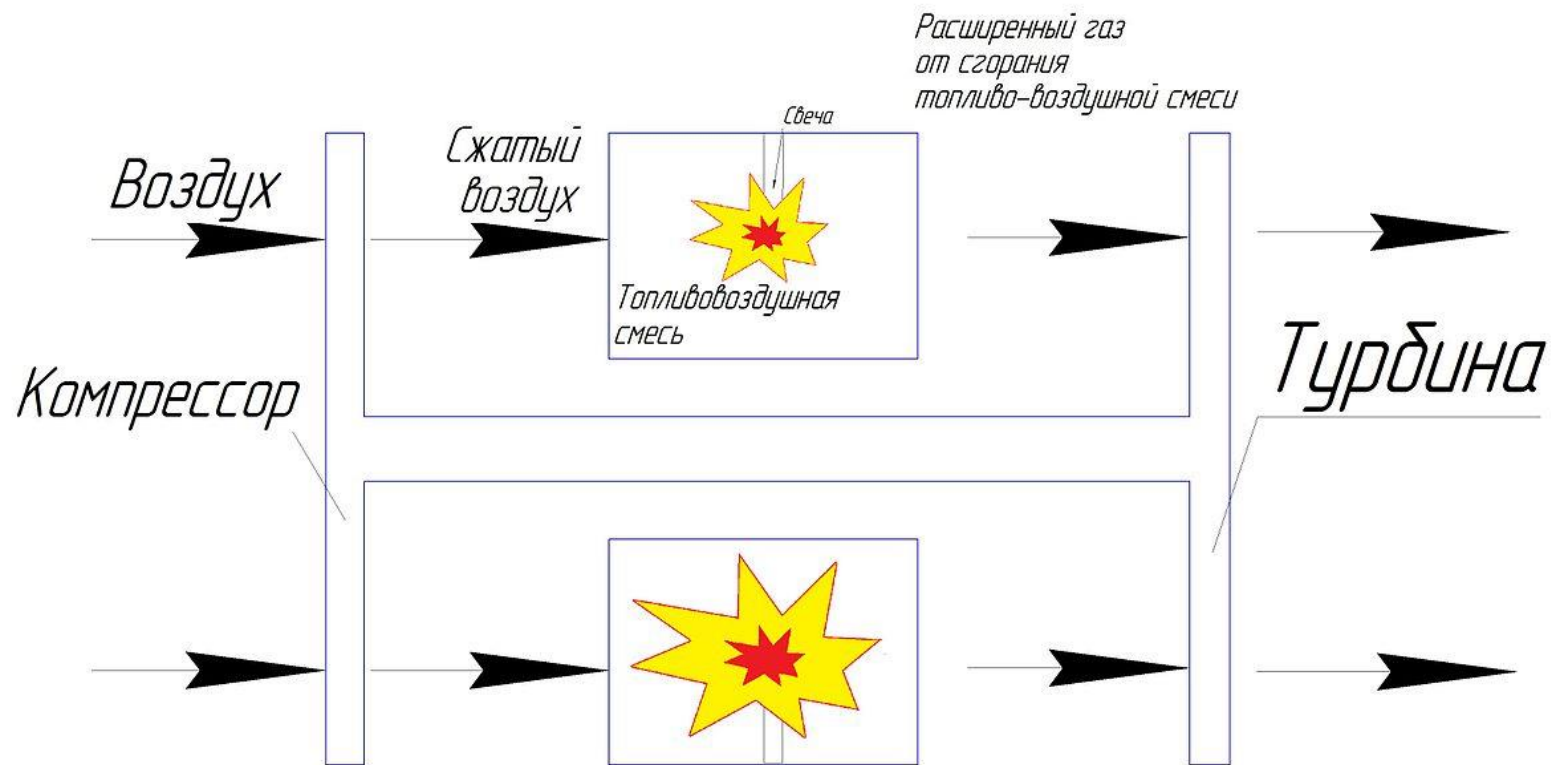 Расширенный газ
от сгорания
топливо-воздушной смеси
Свеча
Воздух
Сжатый
воздух
Топливовоздушная
смесь
Компрессор
Турбина